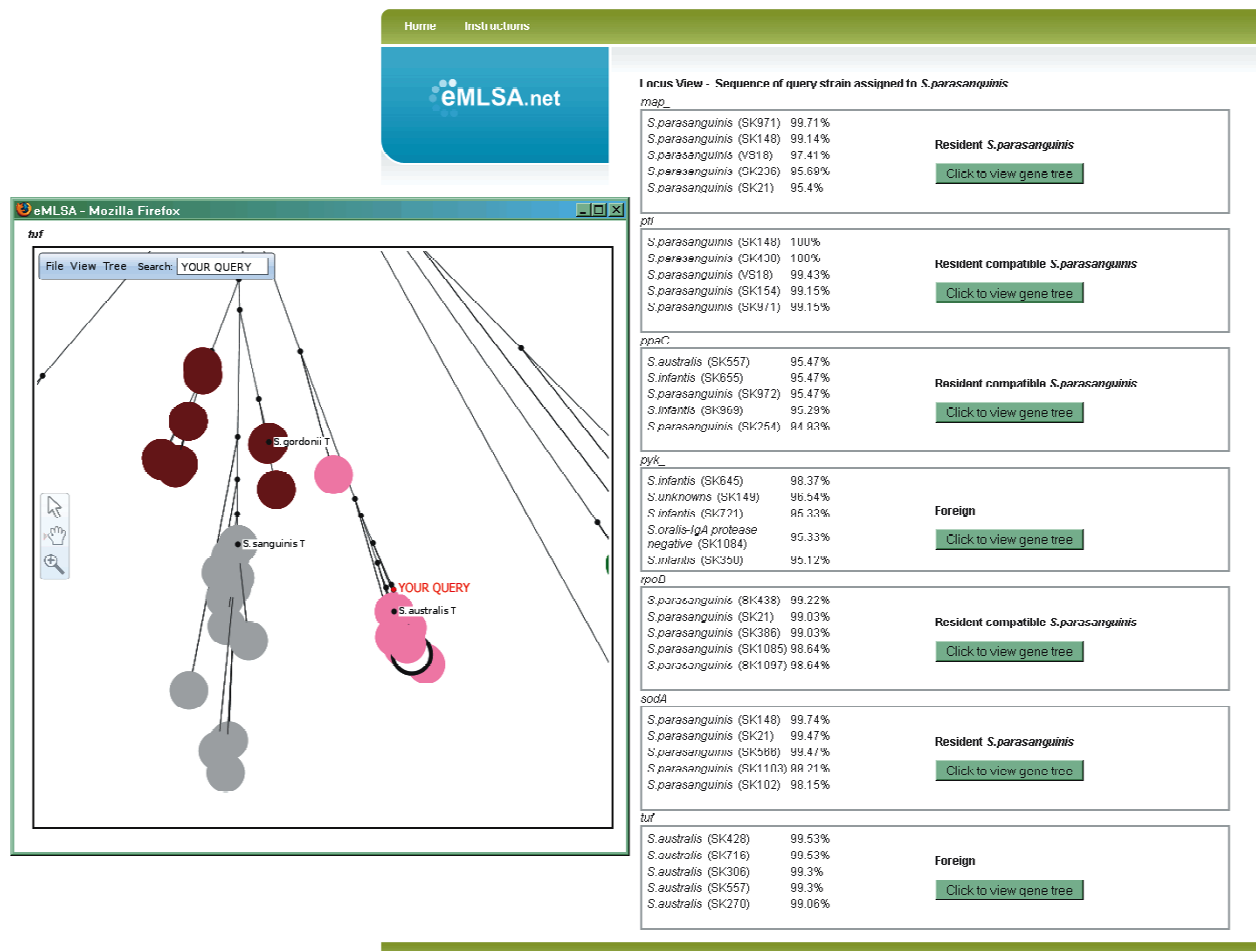 Home Instructions
eMLSA.net
Locus View - Sequence of query strain assigned to S.parasanguinis
map_
S.parasanguinis (SK971) 99.71%
S.parasanguinis (SK148) 99.14%
S.parasanguinis (VS18) 97.41%
S.parasanguinis (SK236) 95.69%
S.parasanguinis (SK21) 95.4%
Resident S.parasanguinis
Click to view gene tree
pfl
S.parasanguinis (SK148) 100%
S.parasanguinis (SK430) 100%
S.parasanguinis (VS18) 99.43%
S.parasanguinis (SK154) 99.15%
S.parasanguinis (SK971) 99.15%
Resident compatible S.parasanguinis
Click to view gene tree
ppaC
S.australis (SK557) 95.47%
S.infantis (SK655) 95.47%
S.parasanguinis (SK972) 95.47%
S.infantis (SK969) 95.29%
S.parasanguinis (SK254) 94.93%
Resident compatible S.parasanguinis
Click to view gene tree
pyk_
S.infantis (SK645) 98.37%
S.unknowns (SK149) 96.54%
S.infantis (SK721) 95.33%
S.oralis-IgA protease
negative (SK1084) 95.33%
S.infantis (SK350) 95.12%
Foreign
Click to view gene tree
rpoB
S.parasanguinis (SK438) 99.22%
S.parasanguinis (SK21) 99.03%
S.parasanguinis (SK386) 99.03%
S.parasanguinis (SK1085) 98.64%
S.parasanguinis (SK1097) 98.64%
Resident compatible S.parasanguinis
Click to view gene tree
sodA
S.parasanguinis (SK148) 99.74%
S.parasanguinis (SK21) 99.47%
S.parasanguinis (SK566) 99.47%
S.parasanguinis (SK1103) 99.21%
S.parasanguinis (SK102) 98.15%
Resident S.parasanguinis
Click to view gene tree
tuf
S.australis (SK428) 99.53%
S.australis (SK716) 99.53%
S.australis (SK306) 99.3%
S.australis (SK557) 99.3%
S.australis (SK270) 99.06%
Foreign
Click to view gene tree
eMLSA - Mozilla Firefox
tuf
File View Tree Search: YOUR QUERY
S.gordonii T
S.sanguinis T
YOUR QUERY
S.australis T